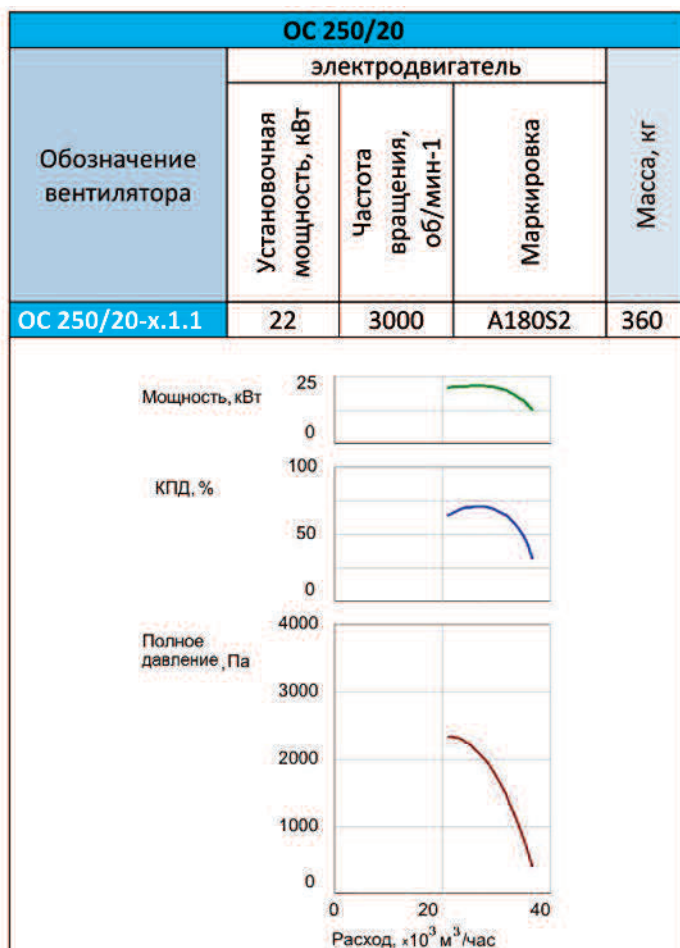 ОС 250/20
электродвигатель
Обозначение
вентилятора
Установочная
мощность, кВт
Частота
вращения,
об/мин-1
Маркировка
Масса, кг
ОС 250/20-х.1.1 22 3000 А180S2 360
Мощность, кВт
25
0
КПД, %
100
50
0
Полное
давление, Па
4000
3000
2000
1000
0
0 20 40
Расход, ×10³ м³/час